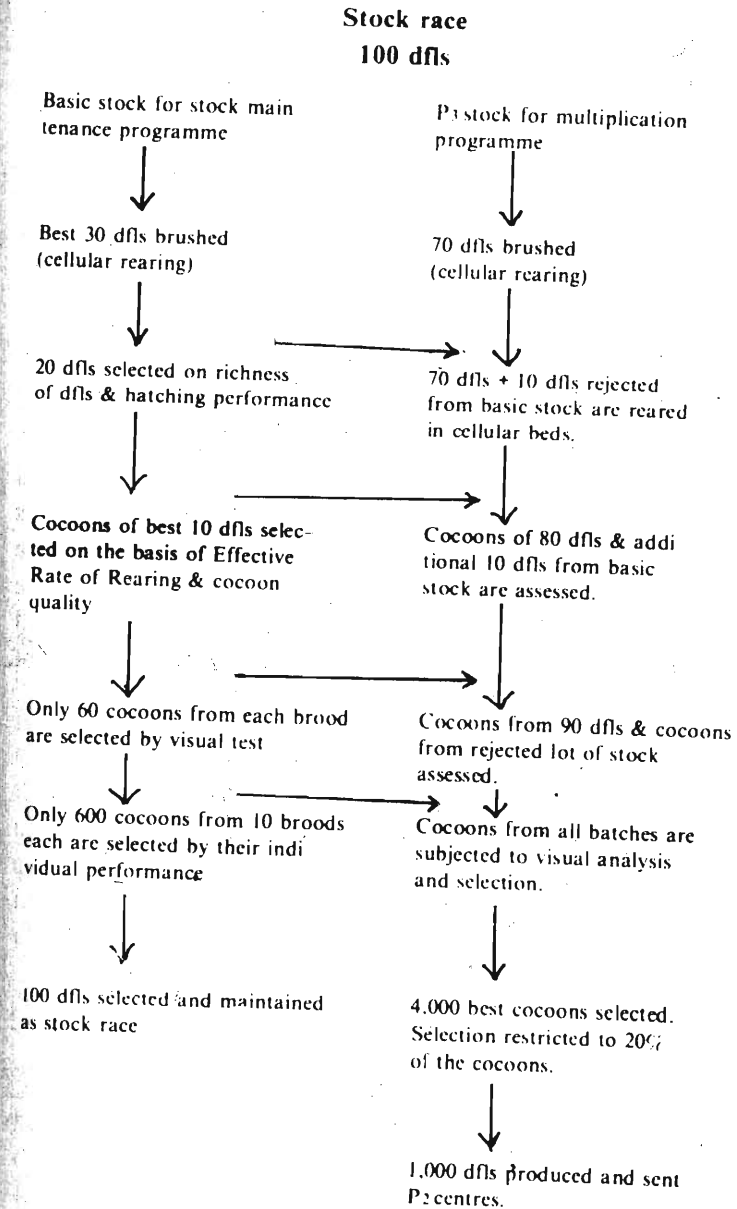 Stock race
100 dfls
Basic stock for stock main
tenance programme
Best 30 dfls brushed
(cellular rearing)
20 dfls selected on richness
of dfls & hatching performance
Cocoons of best 10 dfls selec-
ted on the basis of Effective
Rate of Rearing & cocoon
quality
Only 60 cocoons from each brood
are selected by visual test
Only 600 cocoons from 10 broods
each are selected by their indi
vidual performance
100 dfls selected and maintained
as stock race
P3 stock for multiplication
programme
70 dfls brushed
(cellular rearing)
70 dfls + 10 dfls rejected
from basic stock are reared
in cellular beds.
Cocoons of 80 dfls & addi
tional 10 dfls from basic
stock are assessed.
Cocoons from 90 dfls & cocoons
from rejected lot of stock
assessed.
Cocoons from all batches are
subjected to visual analysis
and selection.
4,000 best cocoons selected.
Selection restricted to 20%
of the cocoons.
1,000 dfls produced and sent
P2 centres.